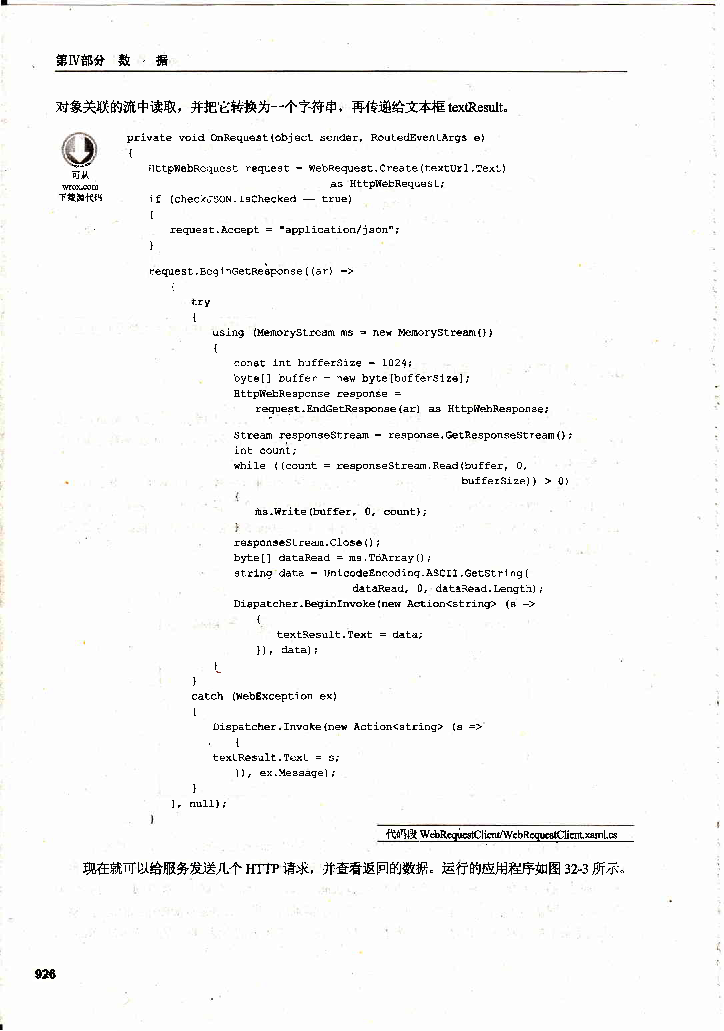 第Ⅳ部分 数 据
对象关联的流中读取，并把它转换为一个字符串，再传递给文本框 textResult。
可从
wrox.com
下载源代码
private void OnRequest(object sender, RoutedEventArgs e)
{
HttpWebRequest request = WebRequest.Create(textUrl.Text)
as HttpWebRequest;
if (checkJSON.IsChecked == true)
{
request.Accept = "application/json";
}
request.BeginGetResponse((ar) =>
{
try
{
using (MemoryStream ms = new MemoryStream())
{
const int bufferSize = 1024;
byte[] buffer = new byte[bufferSize];
HttpWebResponse response =
request.EndGetResponse(ar) as HttpWebResponse;
Stream responseStream = response.GetResponseStream();
int count;
while ((count = responseStream.Read(buffer, 0,
bufferSize)) > 0)
{
ms.Write(buffer, 0, count);
}
responseStream.Close();
byte[] dataRead = ms.ToArray();
string data = UnicodeEncoding.ASCII.GetString(
dataRead, 0, dataRead.Length);
Dispatcher.BeginInvoke(new Action<string> (s =>
{
textResult.Text = data;
}), data);
}
}
catch (WebException ex)
{
Dispatcher.Invoke(new Action<string> (s =>
{
textResult.Text = s;
}), ex.Message);
}
}, null);
}
代码段 WebRequestClient/WebRequestClient.xaml.cs
现在就可以给服务发送几个 HTTP 请求，并查看返回的数据。运行的应用程序如图 32-3 所示。
926